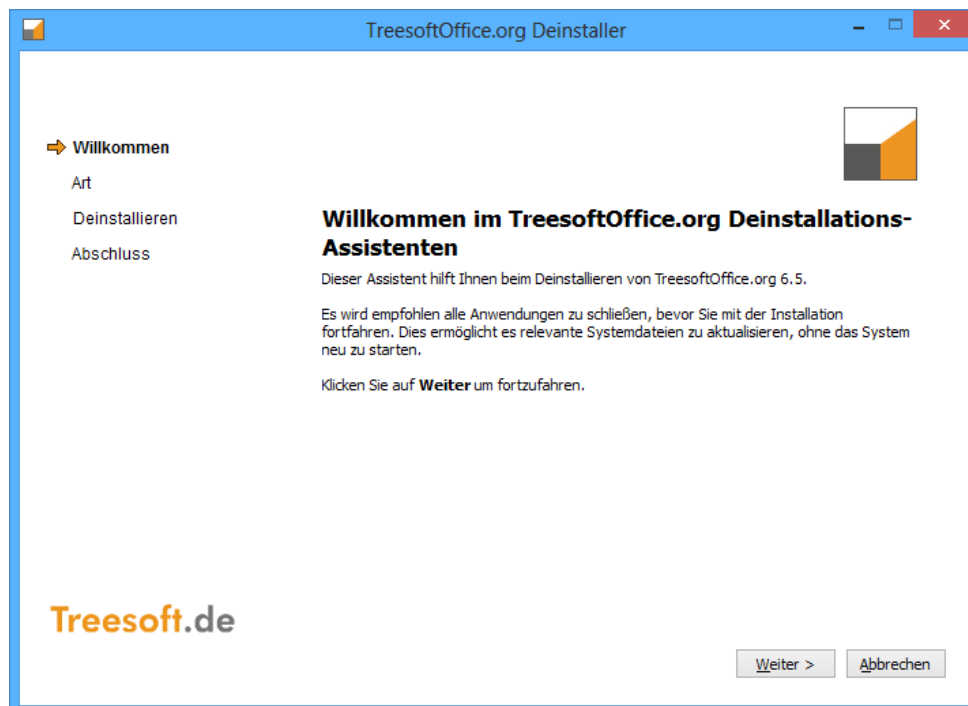 TreesoftOffice.org Deinstaller
Willkommen
Art
Deinstallieren
Abschluss
Willkommen im TreesoftOffice.org Deinstallations-
Assistenten
Dieser Assistent hilft Ihnen beim Deinstallieren von TreesoftOffice.org 6.5.
Es wird empfohlen alle Anwendungen zu schließen, bevor Sie mit der Installation
fortfahren. Dies ermöglicht es relevante Systemdateien zu aktualisieren, ohne das System
neu zu starten.
Klicken Sie auf Weiter um fortzufahren.
Treesoft.de
Weiter >
Abbrechen